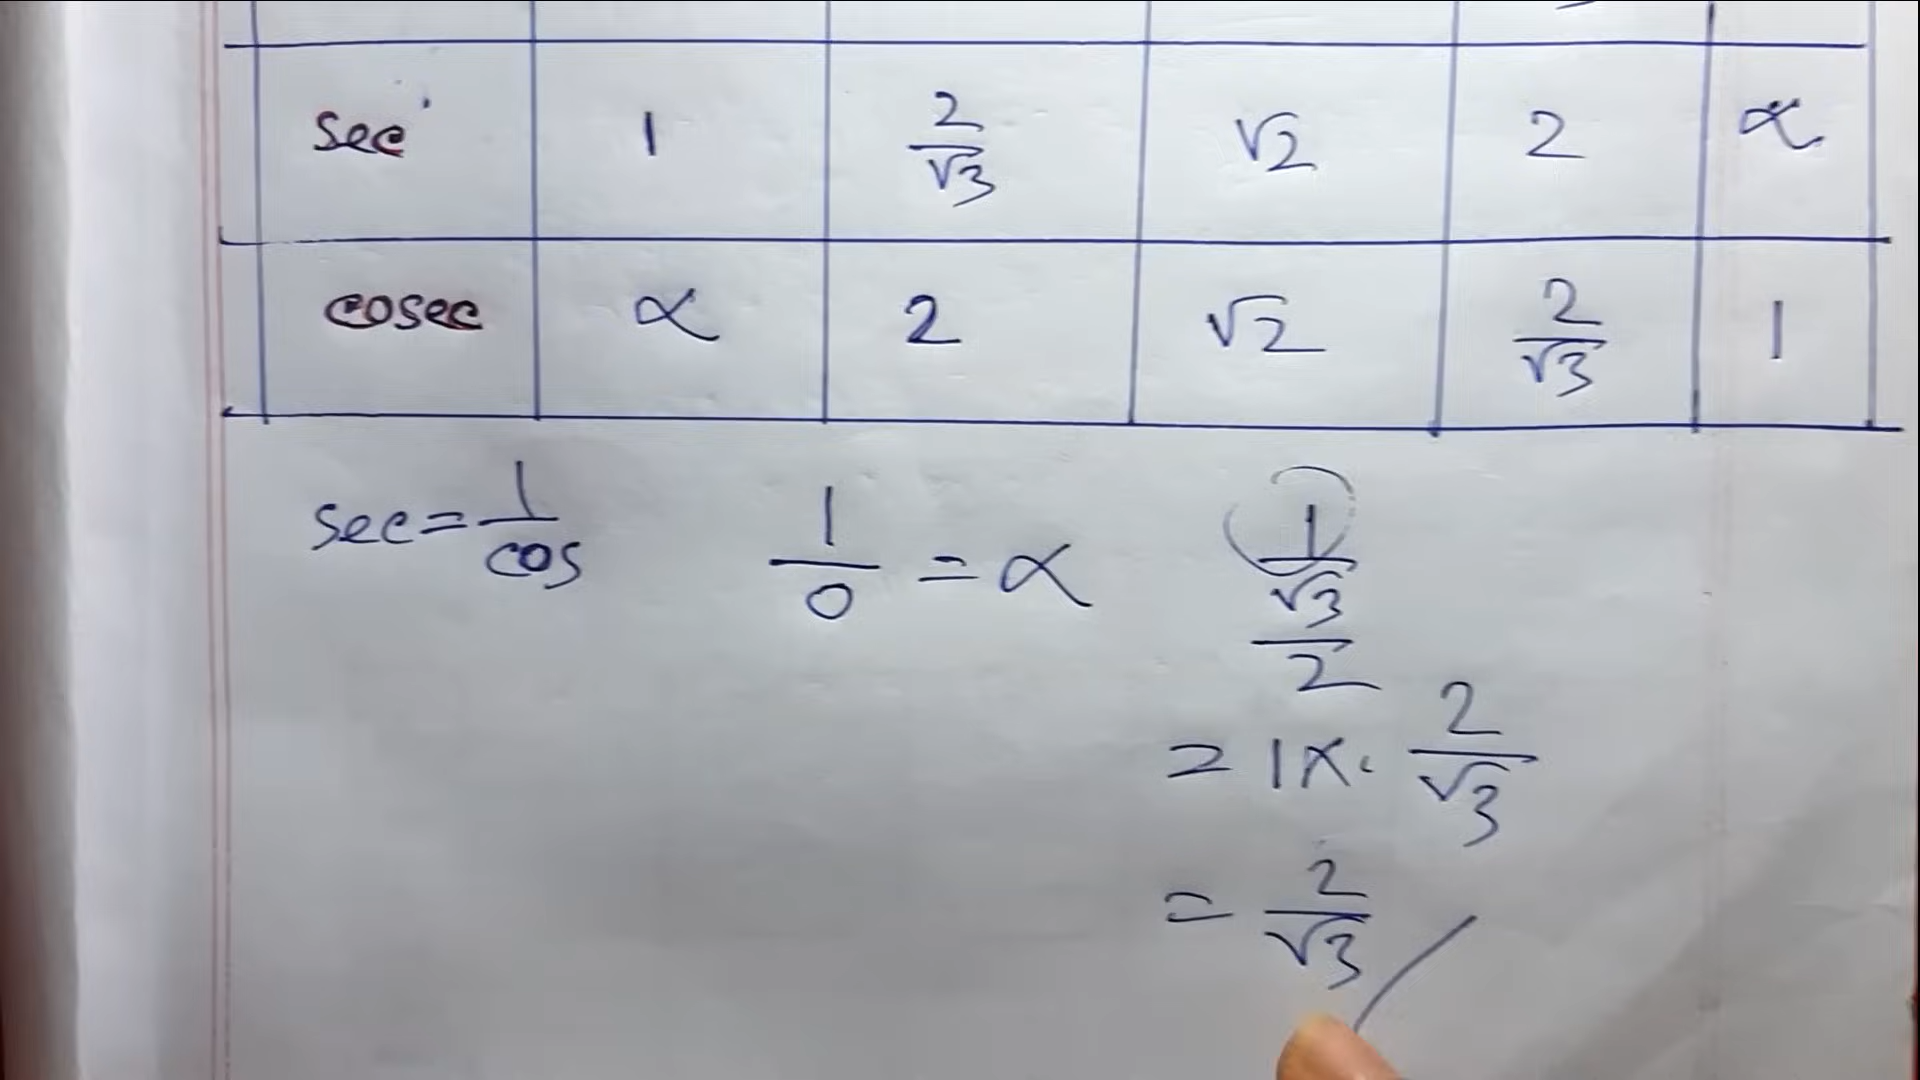 sec 1 2/√3 √2 2 α
cosec α 2 √2 2/√3 1
sec = 1/cos
1/0 = α
1/(√3/2)
= 1 × 2/√3
= 2/√3